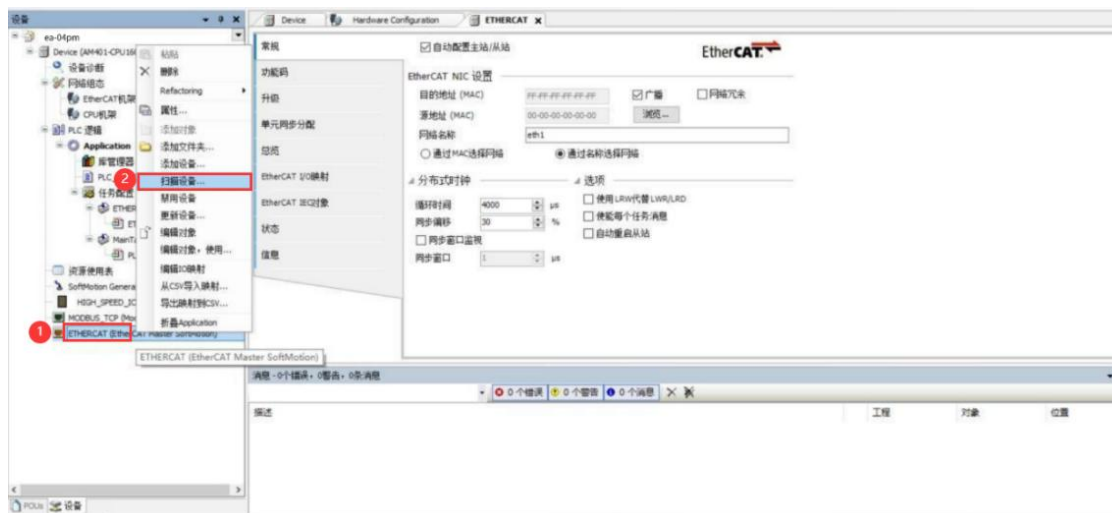 设备
ea-04pm
Device (AM401-CPU16
设备诊断
网络组态
EtherCAT机架
CPU机架
PLC 逻辑
Application
库管理器
PLC_
任务配置
ETHER
ET
MainTa
资源使用表
SoftMotion Genera
HIGH_SPEED_IO
MODBUS_TCP (Mod
ETHERCAT (EtherCAT Master SoftMotion)
1
2
粘贴
删除
Refactoring
属性...
添加对象
添加文件夹...
添加设备...
扫描设备...
禁用设备
更新设备...
编辑对象
编辑对象，使用...
编辑IO映射
从CSV导入映射...
导出映射到CSV...
折叠Application
ETHERCAT (EtherCAT Master SoftMotion)
POUs 设备
Device Hardware Configuration ETHERCAT
常规
功能码
升级
单元同步分配
总览
EtherCAT I/O映射
EtherCAT IEC对象
状态
信息
自动配置主站/从站
EtherCAT
EtherCAT NIC 设置
目的地址 (MAC) FF-FF-FF-FF-FF-FF 广播 网络冗余
源地址 (MAC) 00-00-00-00-00-00 浏览...
网络名称 eth1
通过MAC选择网络 通过名称选择网络
分布式时钟 选项
循环时间 4000 μs 使用LRW代替LWR/LRD
同步偏移 30 % 使能每个任务消息
同步窗口监视 自动重启从站
同步窗口 1 μs
消息 - 0个错误，0警告，0条消息
0 个错误 0 个警告 0 个消息
描述 工程 对象 位置